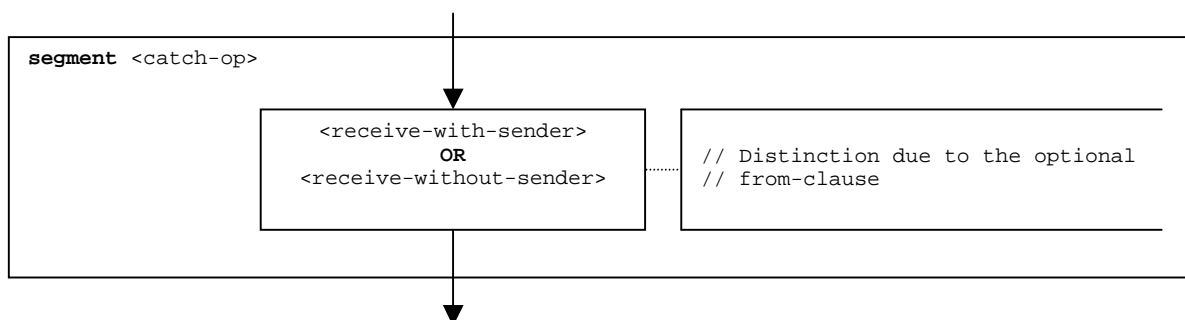 segment <catch-op>
<receive-with-sender>
OR
<receive-without-sender>
// Distinction due to the optional
// from-clause